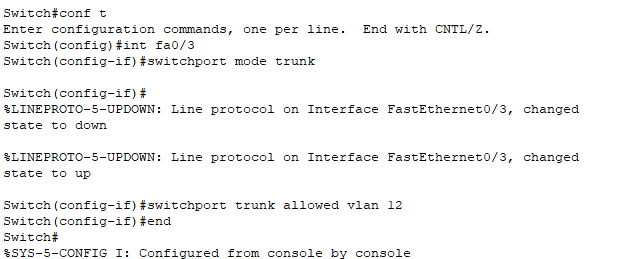 Switch#conf t
Enter configuration commands, one per line.  End with CNTL/Z.
Switch(config)#int fa0/3
Switch(config-if)#switchport mode trunk
Switch(config-if)#
%LINEPROTO-5-UPDOWN: Line protocol on Interface FastEthernet0/3, changed
state to down
%LINEPROTO-5-UPDOWN: Line protocol on Interface FastEthernet0/3, changed
state to up
Switch(config-if)#switchport trunk allowed vlan 12
Switch(config-if)#end
Switch#
%SYS-5-CONFIG I: Configured from console by console